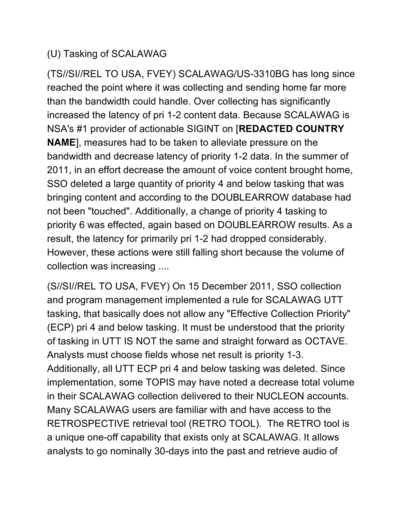 (U) Tasking of SCALAWAG
(TS//SI//REL TO USA, FVEY) SCALAWAG/US-3310BG has long since
reached the point where it was collecting and sending home far more
than the bandwidth could handle. Over collecting has significantly
increased the latency of pri 1-2 content data. Because SCALAWAG is
NSA's #1 provider of actionable SIGINT on [REDACTED COUNTRY
NAME], measures had to be taken to alleviate pressure on the
bandwidth and decrease latency of priority 1-2 data. In the summer of
2011, in an effort decrease the amount of voice content brought home,
SSO deleted a large quantity of priority 4 and below tasking that was
bringing content and according to the DOUBLEARROW database had
not been "touched". Additionally, a change of priority 4 tasking to
priority 6 was effected, again based on DOUBLEARROW results. As a
result, the latency for primarily pri 1-2 had dropped considerably.
However, these actions were still falling short because the volume of
collection was increasing ....
(S//SI//REL TO USA, FVEY) On 15 December 2011, SSO collection
and program management implemented a rule for SCALAWAG UTT
tasking, that basically does not allow any "Effective Collection Priority"
(ECP) pri 4 and below tasking. It must be understood that the priority
of tasking in UTT IS NOT the same and straight forward as OCTAVE.
Analysts must choose fields whose net result is priority 1-3.
Additionally, all UTT ECP pri 4 and below tasking was deleted. Since
implementation, some TOPIS may have noted a decrease total volume
in their SCALAWAG collection delivered to their NUCLEON accounts.
Many SCALAWAG users are familiar with and have access to the
RETROSPECTIVE retrieval tool (RETRO TOOL).  The RETRO tool is
a unique one-off capability that exists only at SCALAWAG. It allows
analysts to go nominally 30-days into the past and retrieve audio of